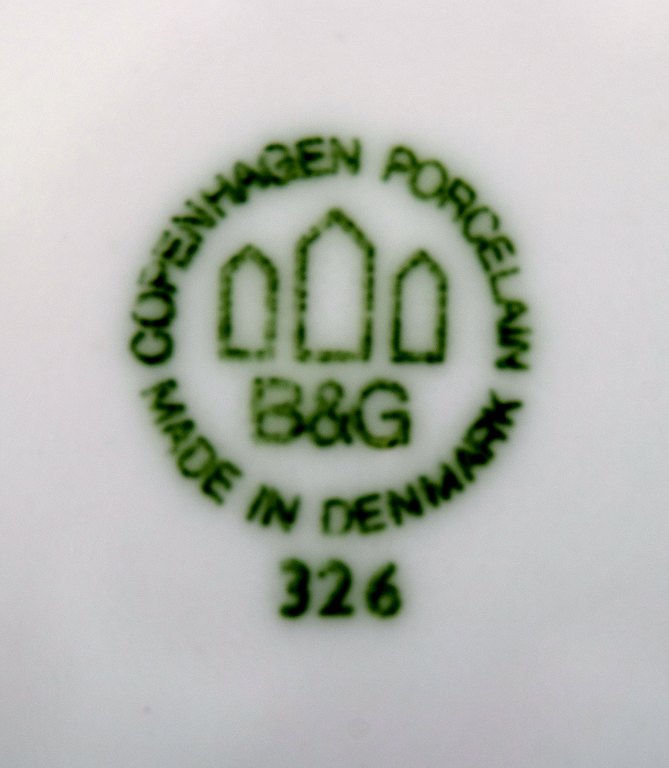 COPENHAGEN PORCELAIN
B&G
MADE IN DENMARK
326